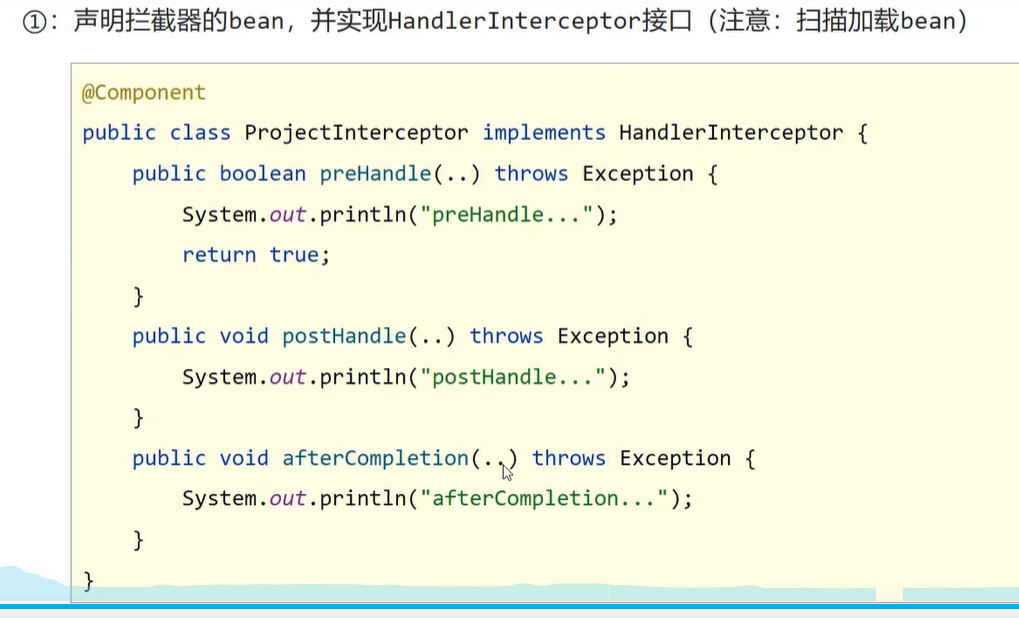 ①：声明拦截器的bean，并实现HandlerInterceptor接口（注意：扫描加载bean）
@Component
public class ProjectInterceptor implements HandlerInterceptor {
    public boolean preHandle(..) throws Exception {
        System.out.println("preHandle...");
        return true;
    }
    public void postHandle(..) throws Exception {
        System.out.println("postHandle...");
    }
    public void afterCompletion(..) throws Exception {
        System.out.println("afterCompletion...");
    }
}